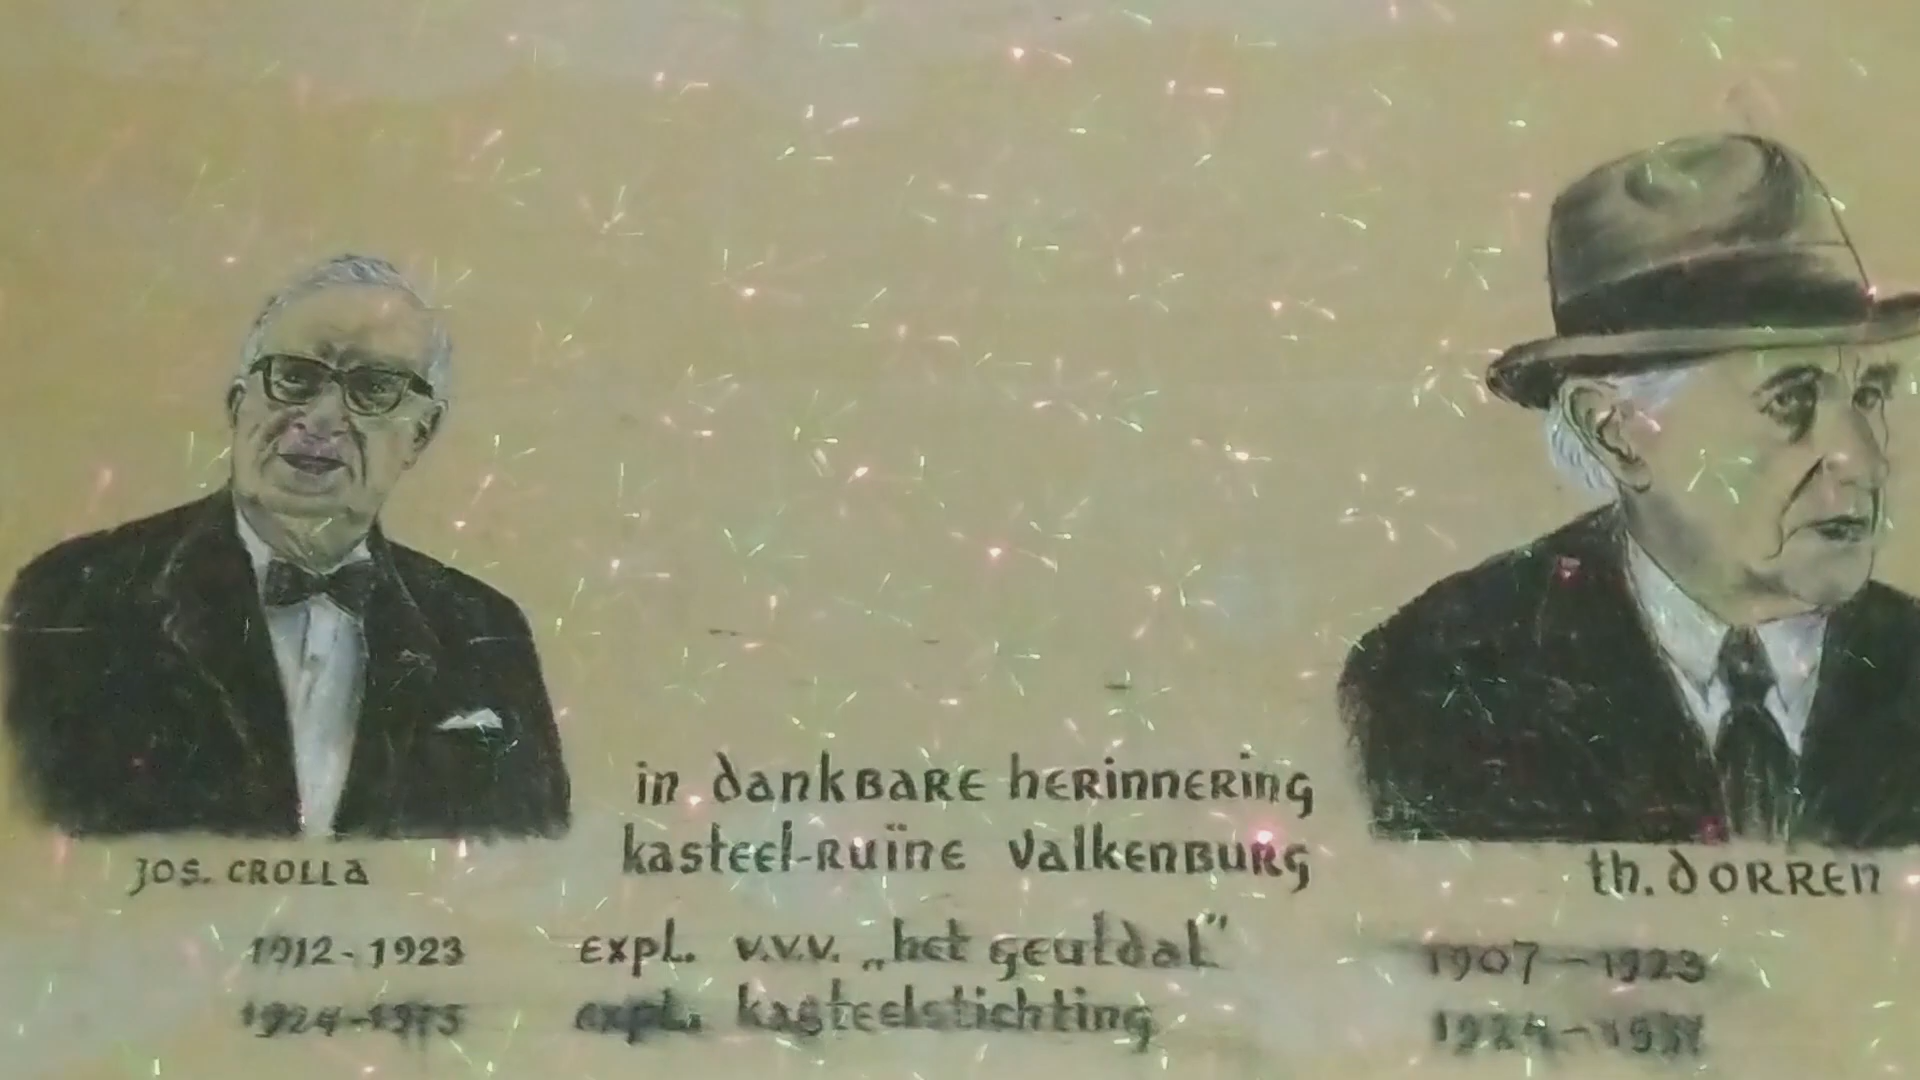 in dankBARE hERinnERing
kasteel-Ruïne ValkenBURg
JOS. CROLLa
th. dORREn
1912-1923 Expl. v.v.v. „het geuldal” 1907-1923
expl. kasteelstichting